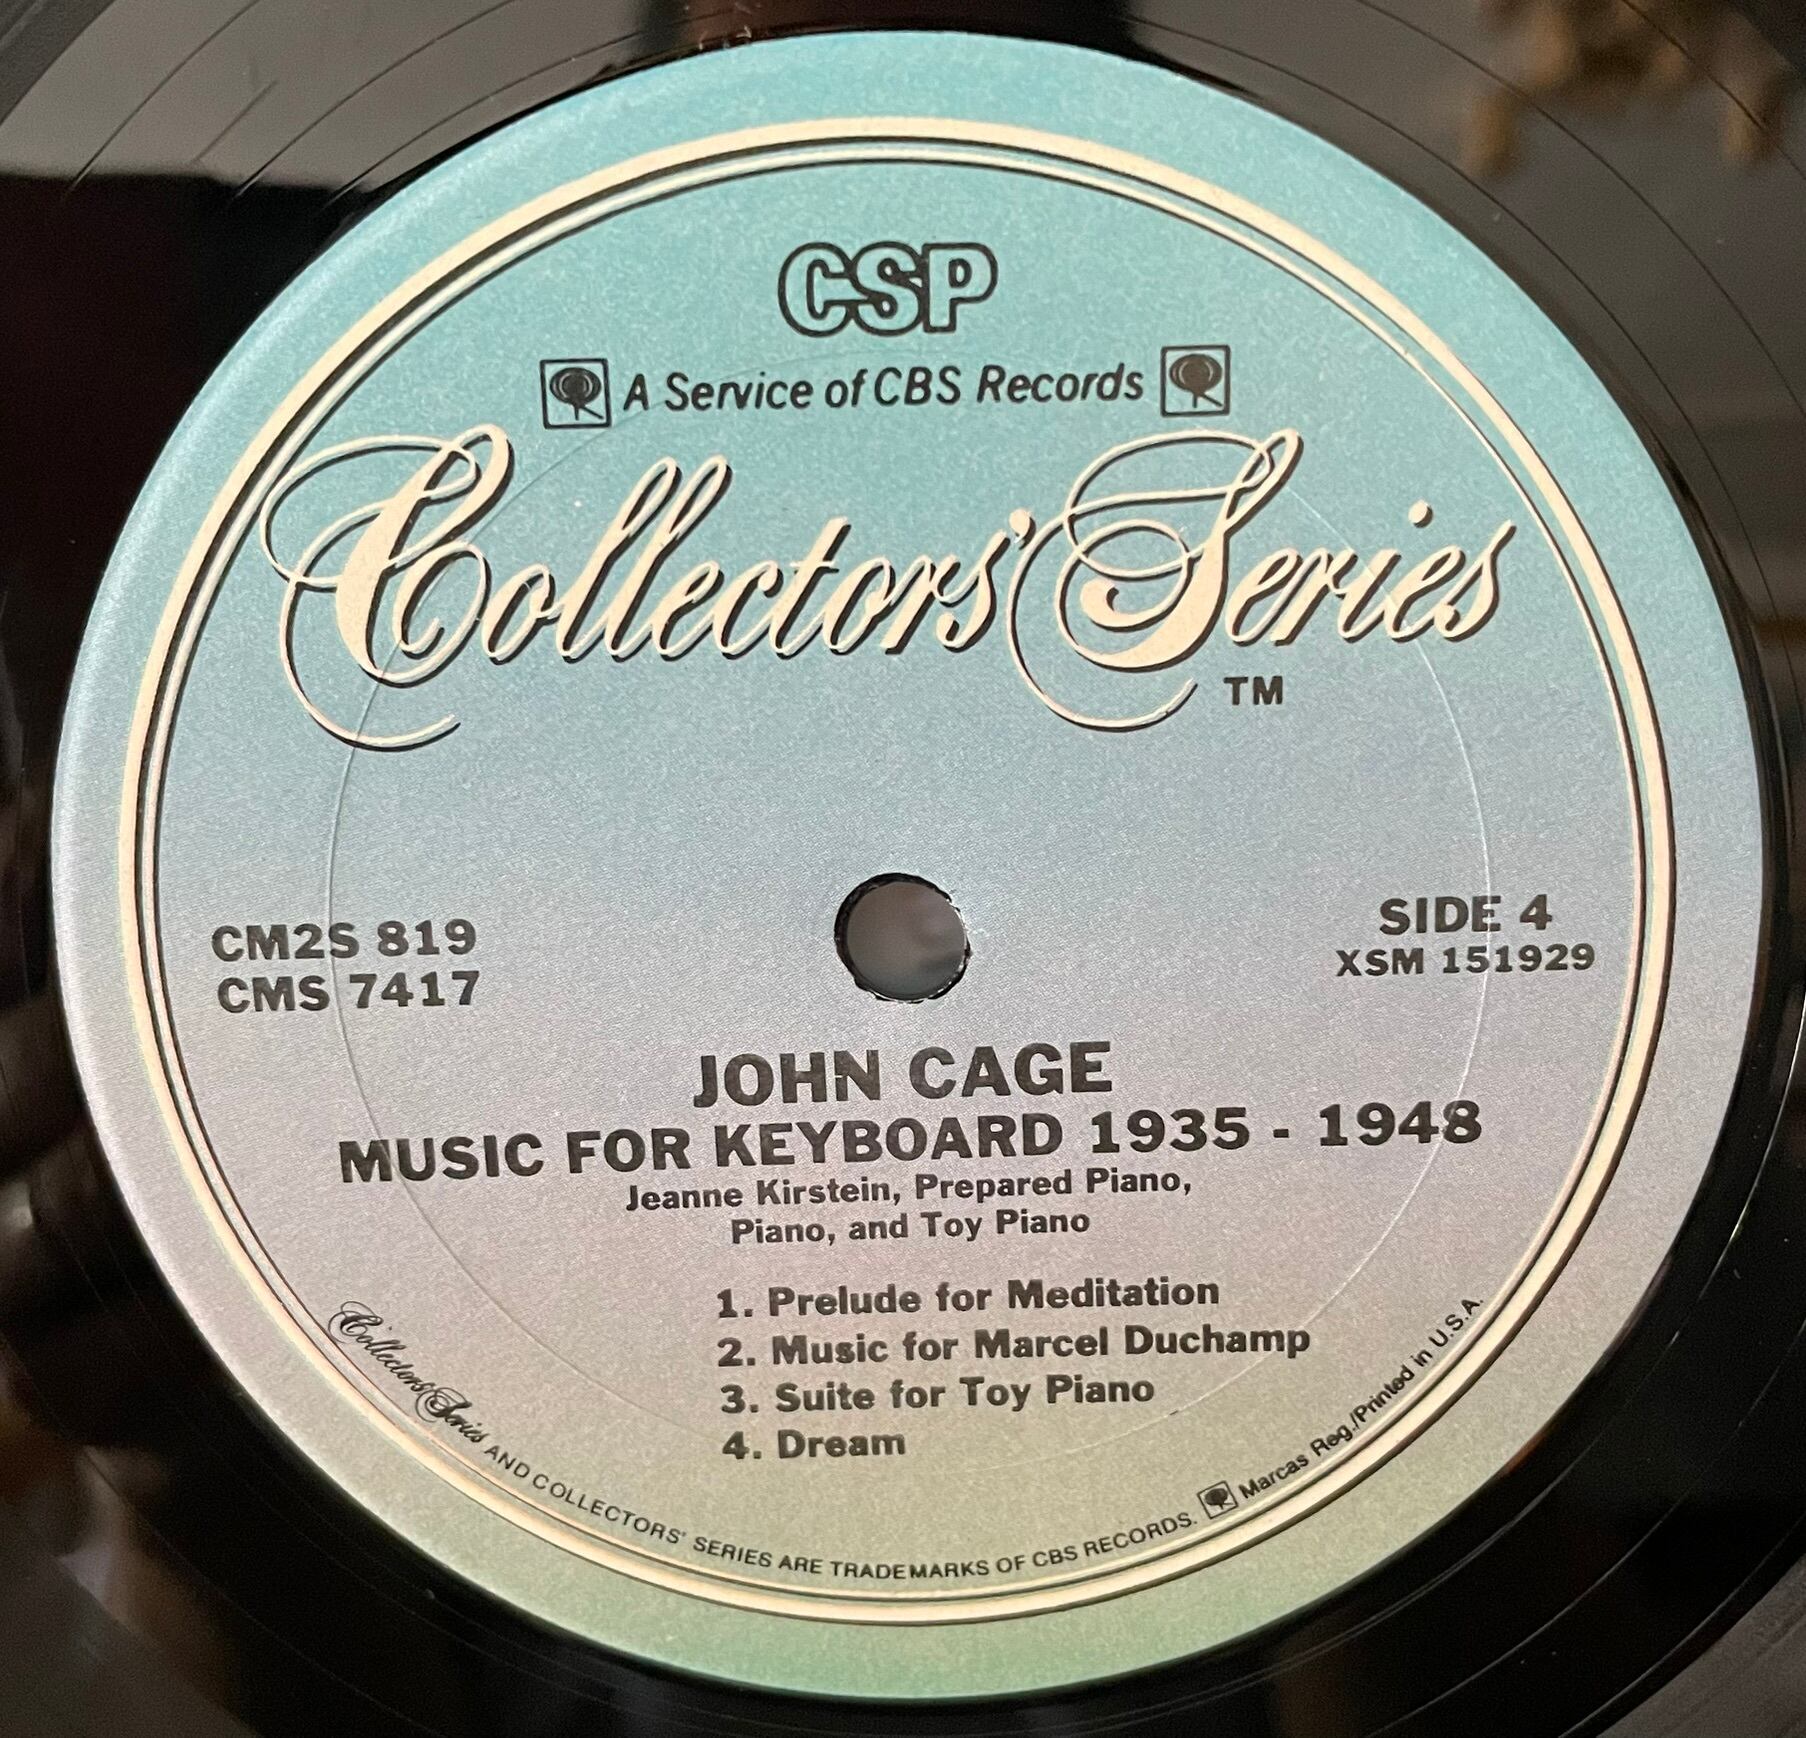 CSP
A Service of CBS Records
Collectors' Series
TM
CM2S 819
CMS 7417
SIDE 4
XSM 151929
JOHN CAGE
MUSIC FOR KEYBOARD 1935 - 1948
Jeanne Kirstein, Prepared Piano,
Piano, and Toy Piano
1. Prelude for Meditation
2. Music for Marcel Duchamp
3. Suite for Toy Piano
4. Dream
Collectors' Series AND COLLECTORS' SERIES ARE TRADEMARKS OF CBS RECORDS. Marcas Reg./Printed in U.S.A.